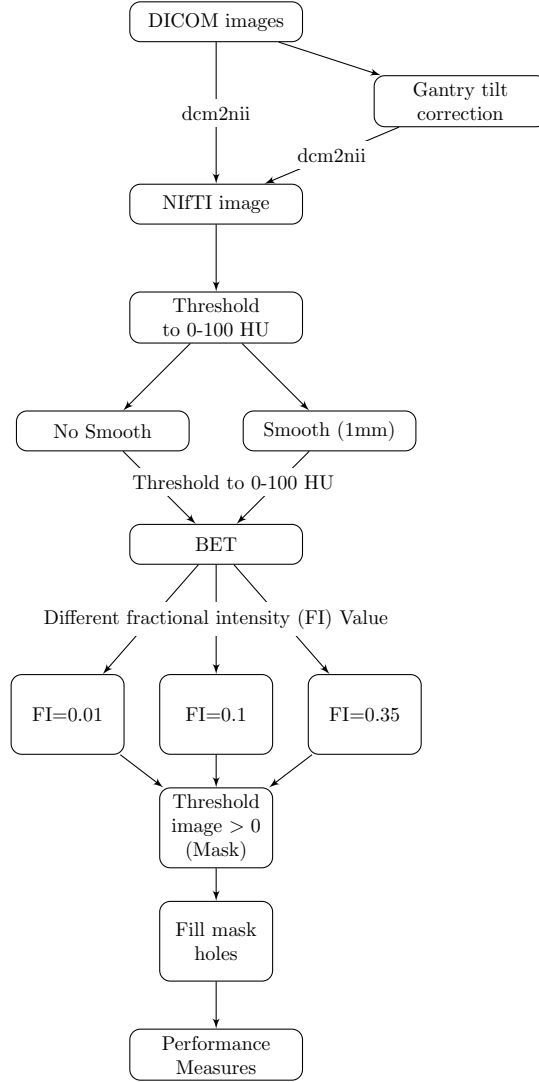 DICOM images
Gantry tilt
correction
dcm2nii
dcm2nii
NIfTI image
Threshold
to 0-100 HU
No Smooth
Smooth (1mm)
Threshold to 0-100 HU
BET
Different fractional intensity (FI) Value
FI=0.01
FI=0.1
FI=0.35
Threshold
image > 0
(Mask)
Fill mask
holes
Performance
Measures